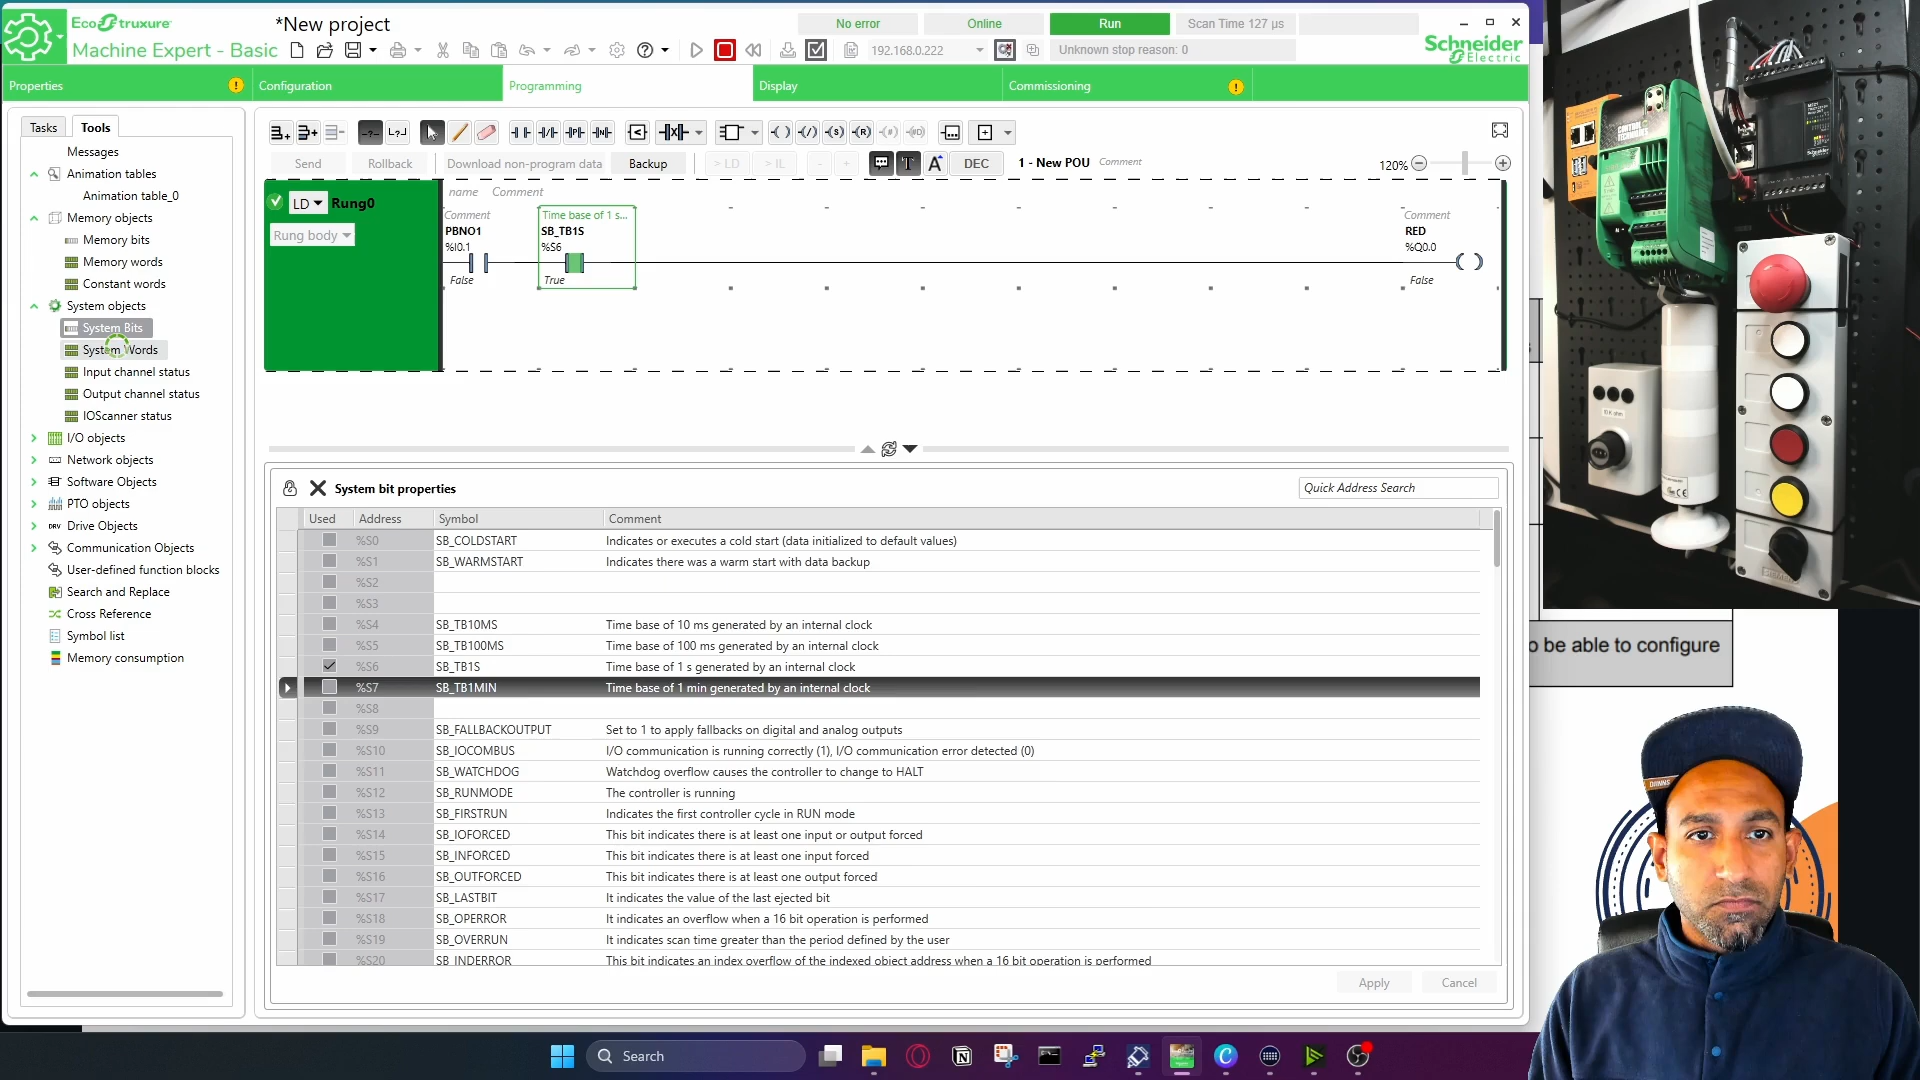 EcoStruxure
Machine Expert - Basic
*New project
No error
Online
Run
Scan Time 127 µs
192.168.0.222
Unknown stop reason: 0
Schneider
Electric
Properties
Configuration
Programming
Display
Commissioning
Tasks
Tools
Messages
Animation tables
Animation table_0
Memory objects
Memory bits
Memory words
Constant words
System objects
System Bits
System Words
Input channel status
Output channel status
IOScanner status
I/O objects
Network objects
Software Objects
PTO objects
DRV Drive Objects
Communication Objects
User-defined function blocks
Search and Replace
Cross Reference
Symbol list
Memory consumption
Send
Rollback
Download non-program data
Backup
> LD
> IL
-
+
T
A
DEC
1 - New POU
Comment
120%
LD
Rung0
Rung body
name Comment
Comment
PBNO1
%I0.1
False
Time base of 1 s...
SB_TB1S
%S6
True
Comment
RED
%Q0.0
False
System bit properties
Quick Address Search
Used Address Symbol Comment
%S0 SB_COLDSTART Indicates or executes a cold start (data initialized to default values)
%S1 SB_WARMSTART Indicates there was a warm start with data backup
%S2
%S3
%S4 SB_TB10MS Time base of 10 ms generated by an internal clock
%S5 SB_TB100MS Time base of 100 ms generated by an internal clock
%S6 SB_TB1S Time base of 1 s generated by an internal clock
%S7 SB_TB1MIN Time base of 1 min generated by an internal clock
%S8
%S9 SB_FALLBACKOUTPUT Set to 1 to apply fallbacks on digital and analog outputs
%S10 SB_IOCOMBUS I/O communication is running correctly (1), I/O communication error detected (0)
%S11 SB_WATCHDOG Watchdog overflow causes the controller to change to HALT
%S12 SB_RUNMODE The controller is running
%S13 SB_FIRSTRUN Indicates the first controller cycle in RUN mode
%S14 SB_IOFORCED This bit indicates there is at least one input or output forced
%S15 SB_INFORCED This bit indicates there is at least one input forced
%S16 SB_OUTFORCED This bit indicates there is at least one output forced
%S17 SB_LASTBIT It indicates the value of the last ejected bit
%S18 SB_OPERROR It indicates an overflow when a 16 bit operation is performed
%S19 SB_OVERRUN It indicates scan time greater than the period defined by the user
%S20 SB_INDERROR This bit indicates an index overflow of the indexed object address when a 16 bit operation is performed
Apply
Cancel
o be able to configure
DJINNS
Search